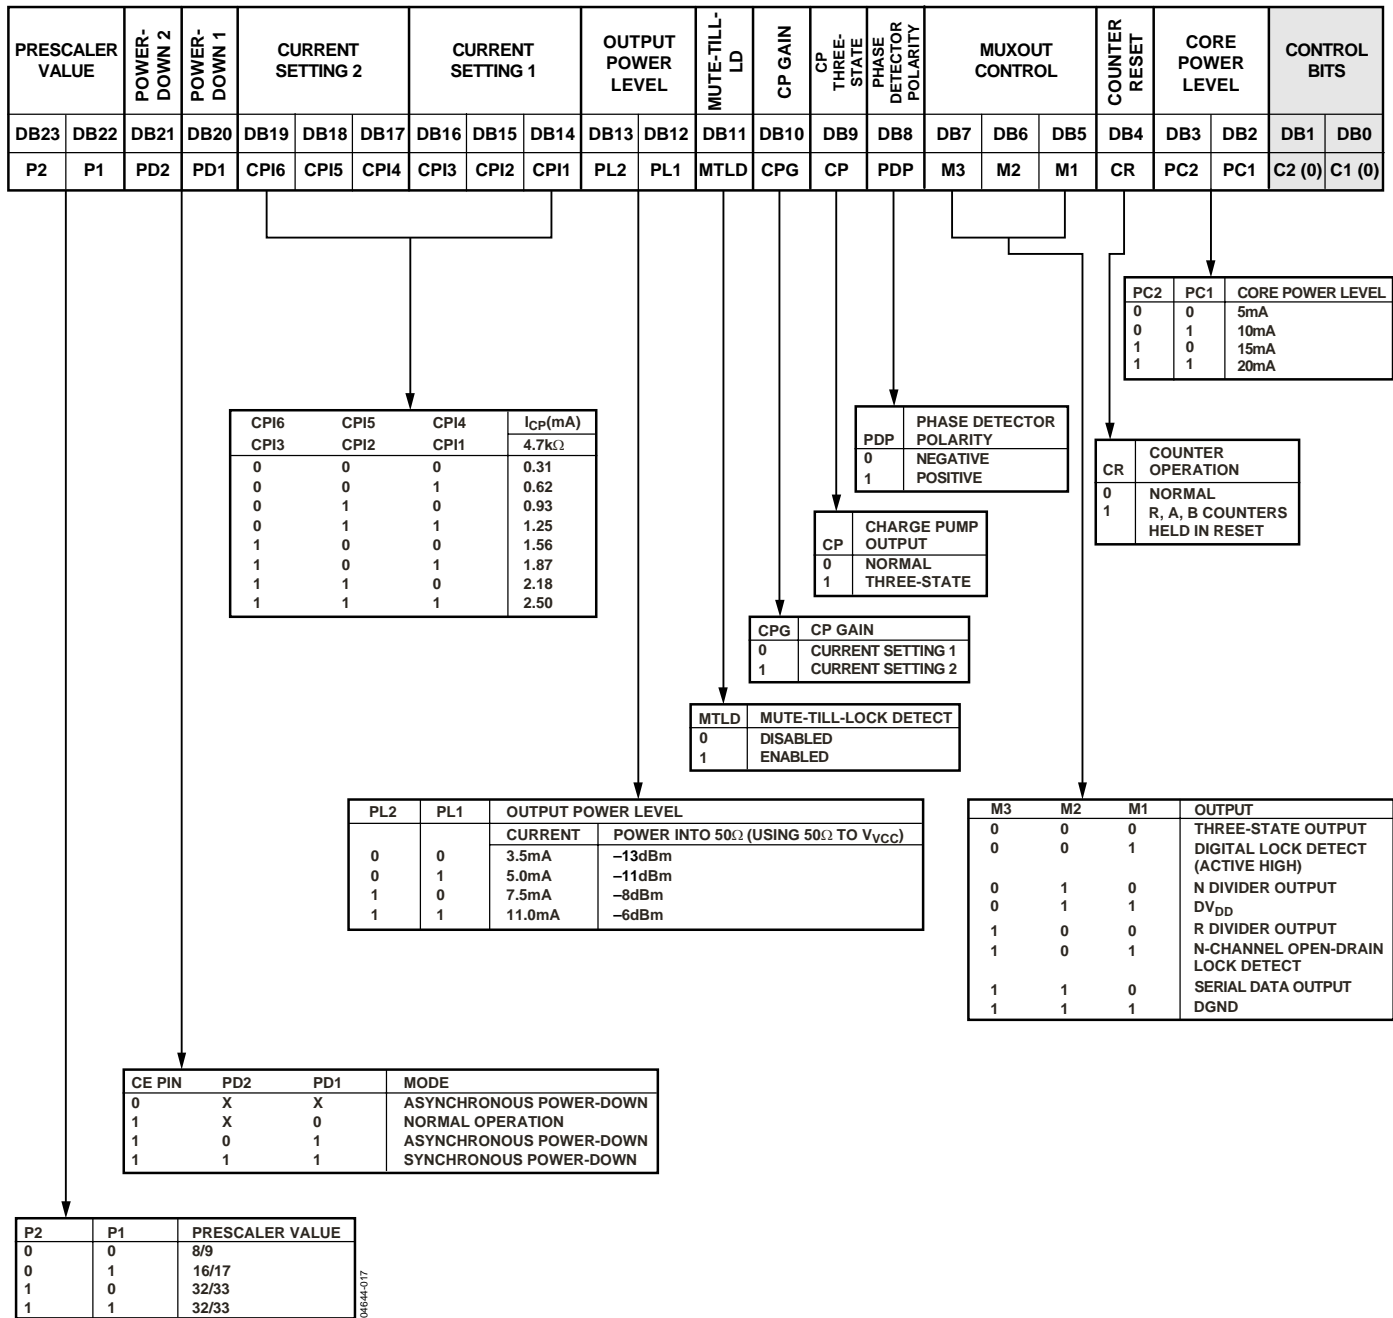 PRESCALER VALUE
POWER-DOWN 2
POWER-DOWN 1
CURRENT SETTING 2
CURRENT SETTING 1
OUTPUT POWER LEVEL
MUTE-TILL-LD
CP GAIN
CP THREE-STATE
PHASE DETECTOR POLARITY
MUXOUT CONTROL
COUNTER RESET
CORE POWER LEVEL
CONTROL BITS
DB23 DB22 DB21 DB20 DB19 DB18 DB17 DB16 DB15 DB14 DB13 DB12 DB11 DB10 DB9 DB8 DB7 DB6 DB5 DB4 DB3 DB2 DB1 DB0
P2 P1 PD2 PD1 CPI6 CPI5 CPI4 CPI3 CPI2 CPI1 PL2 PL1 MTLD CPG CP PDP M3 M2 M1 CR PC2 PC1 C2 (0) C1 (0)
PC2 PC1 CORE POWER LEVEL
0 0 5mA
0 1 10mA
1 0 15mA
1 1 20mA
CPI6 CPI5 CPI4 ICP(mA)
CPI3 CPI2 CPI1 4.7kΩ
0 0 0 0.31
0 0 1 0.62
0 1 0 0.93
0 1 1 1.25
1 0 0 1.56
1 0 1 1.87
1 1 0 2.18
1 1 1 2.50
PHASE DETECTOR
PDP POLARITY
0 NEGATIVE
1 POSITIVE
COUNTER
CR OPERATION
0 NORMAL
1 R, A, B COUNTERS
HELD IN RESET
CHARGE PUMP
CP OUTPUT
0 NORMAL
1 THREE-STATE
CPG CP GAIN
0 CURRENT SETTING 1
1 CURRENT SETTING 2
MTLD MUTE-TILL-LOCK DETECT
0 DISABLED
1 ENABLED
PL2 PL1 OUTPUT POWER LEVEL
CURRENT POWER INTO 50Ω (USING 50Ω TO VVCC)
0 0 3.5mA –13dBm
0 1 5.0mA –11dBm
1 0 7.5mA –8dBm
1 1 11.0mA –6dBm
M3 M2 M1 OUTPUT
0 0 0 THREE-STATE OUTPUT
0 0 1 DIGITAL LOCK DETECT
(ACTIVE HIGH)
0 1 0 N DIVIDER OUTPUT
0 1 1 DVDD
1 0 0 R DIVIDER OUTPUT
1 0 1 N-CHANNEL OPEN-DRAIN
LOCK DETECT
1 1 0 SERIAL DATA OUTPUT
1 1 1 DGND
CE PIN PD2 PD1 MODE
0 X X ASYNCHRONOUS POWER-DOWN
1 X 0 NORMAL OPERATION
1 0 1 ASYNCHRONOUS POWER-DOWN
1 1 1 SYNCHRONOUS POWER-DOWN
P2 P1 PRESCALER VALUE
0 0 8/9
0 1 16/17
1 0 32/33
1 1 32/33
04644-017